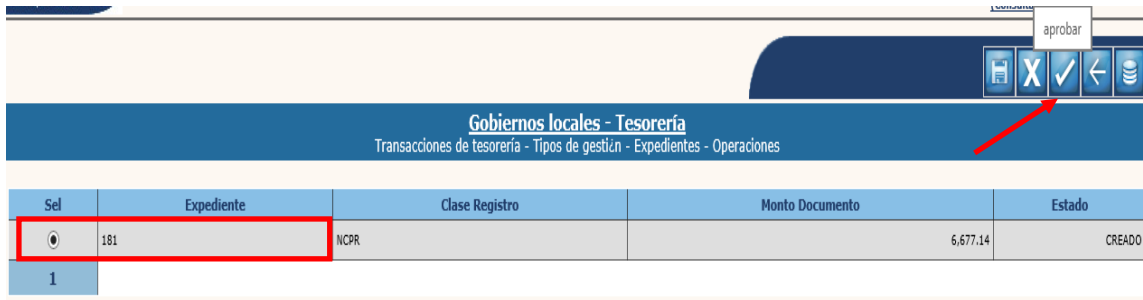 aprobar
Gobiernos locales - Tesorería
Transacciones de tesorería - Tipos de gestión - Expedientes - Operaciones
Sel Expediente Clase Registro Monto Documento Estado
181 NCPR 6,677.14 CREADO
1